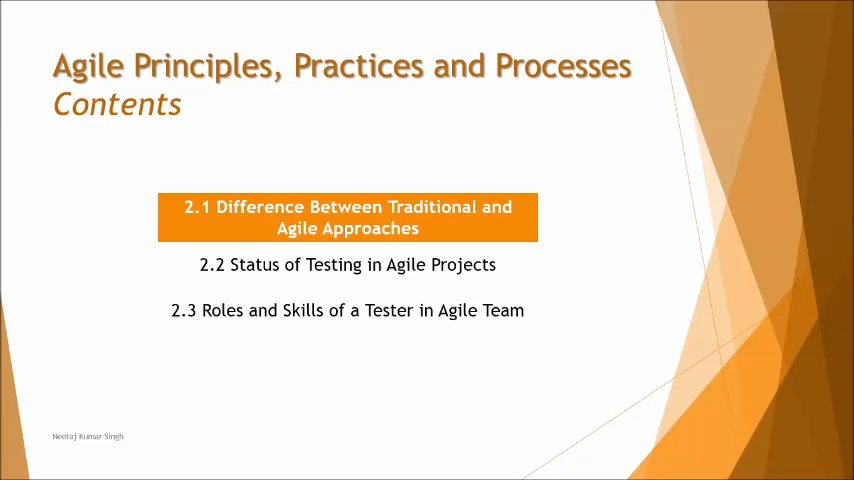 Agile Principles, Practices and Processes
Contents
2.1 Difference Between Traditional and
Agile Approaches
2.2 Status of Testing in Agile Projects
2.3 Roles and Skills of a Tester in Agile Team
Neeraj Kumar Singh